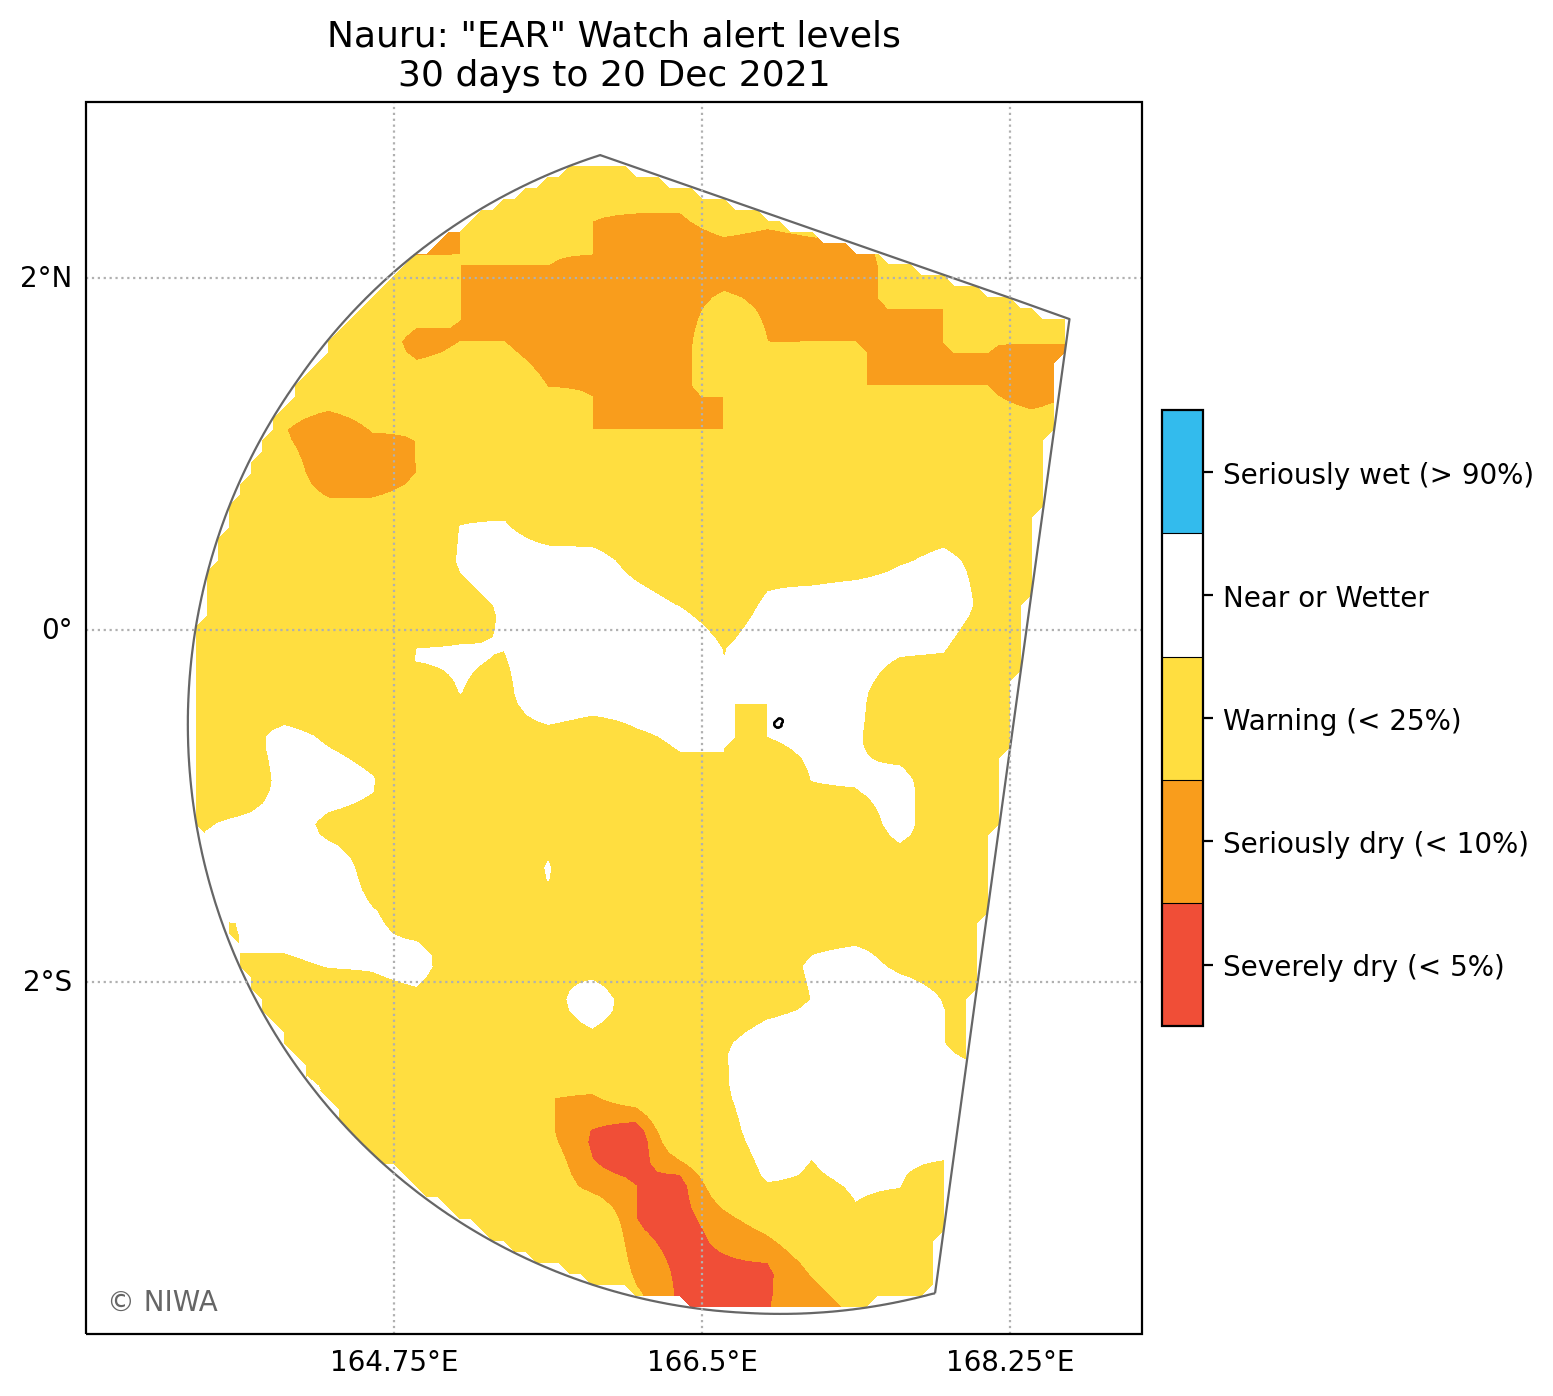 Nauru: "EAR" Watch alert levels
30 days to 20 Dec 2021
2°N
0°
2°S
164.75°E
166.5°E
168.25°E
Seriously wet (> 90%)
Near or Wetter
Warning (< 25%)
Seriously dry (< 10%)
Severely dry (< 5%)
© NIWA